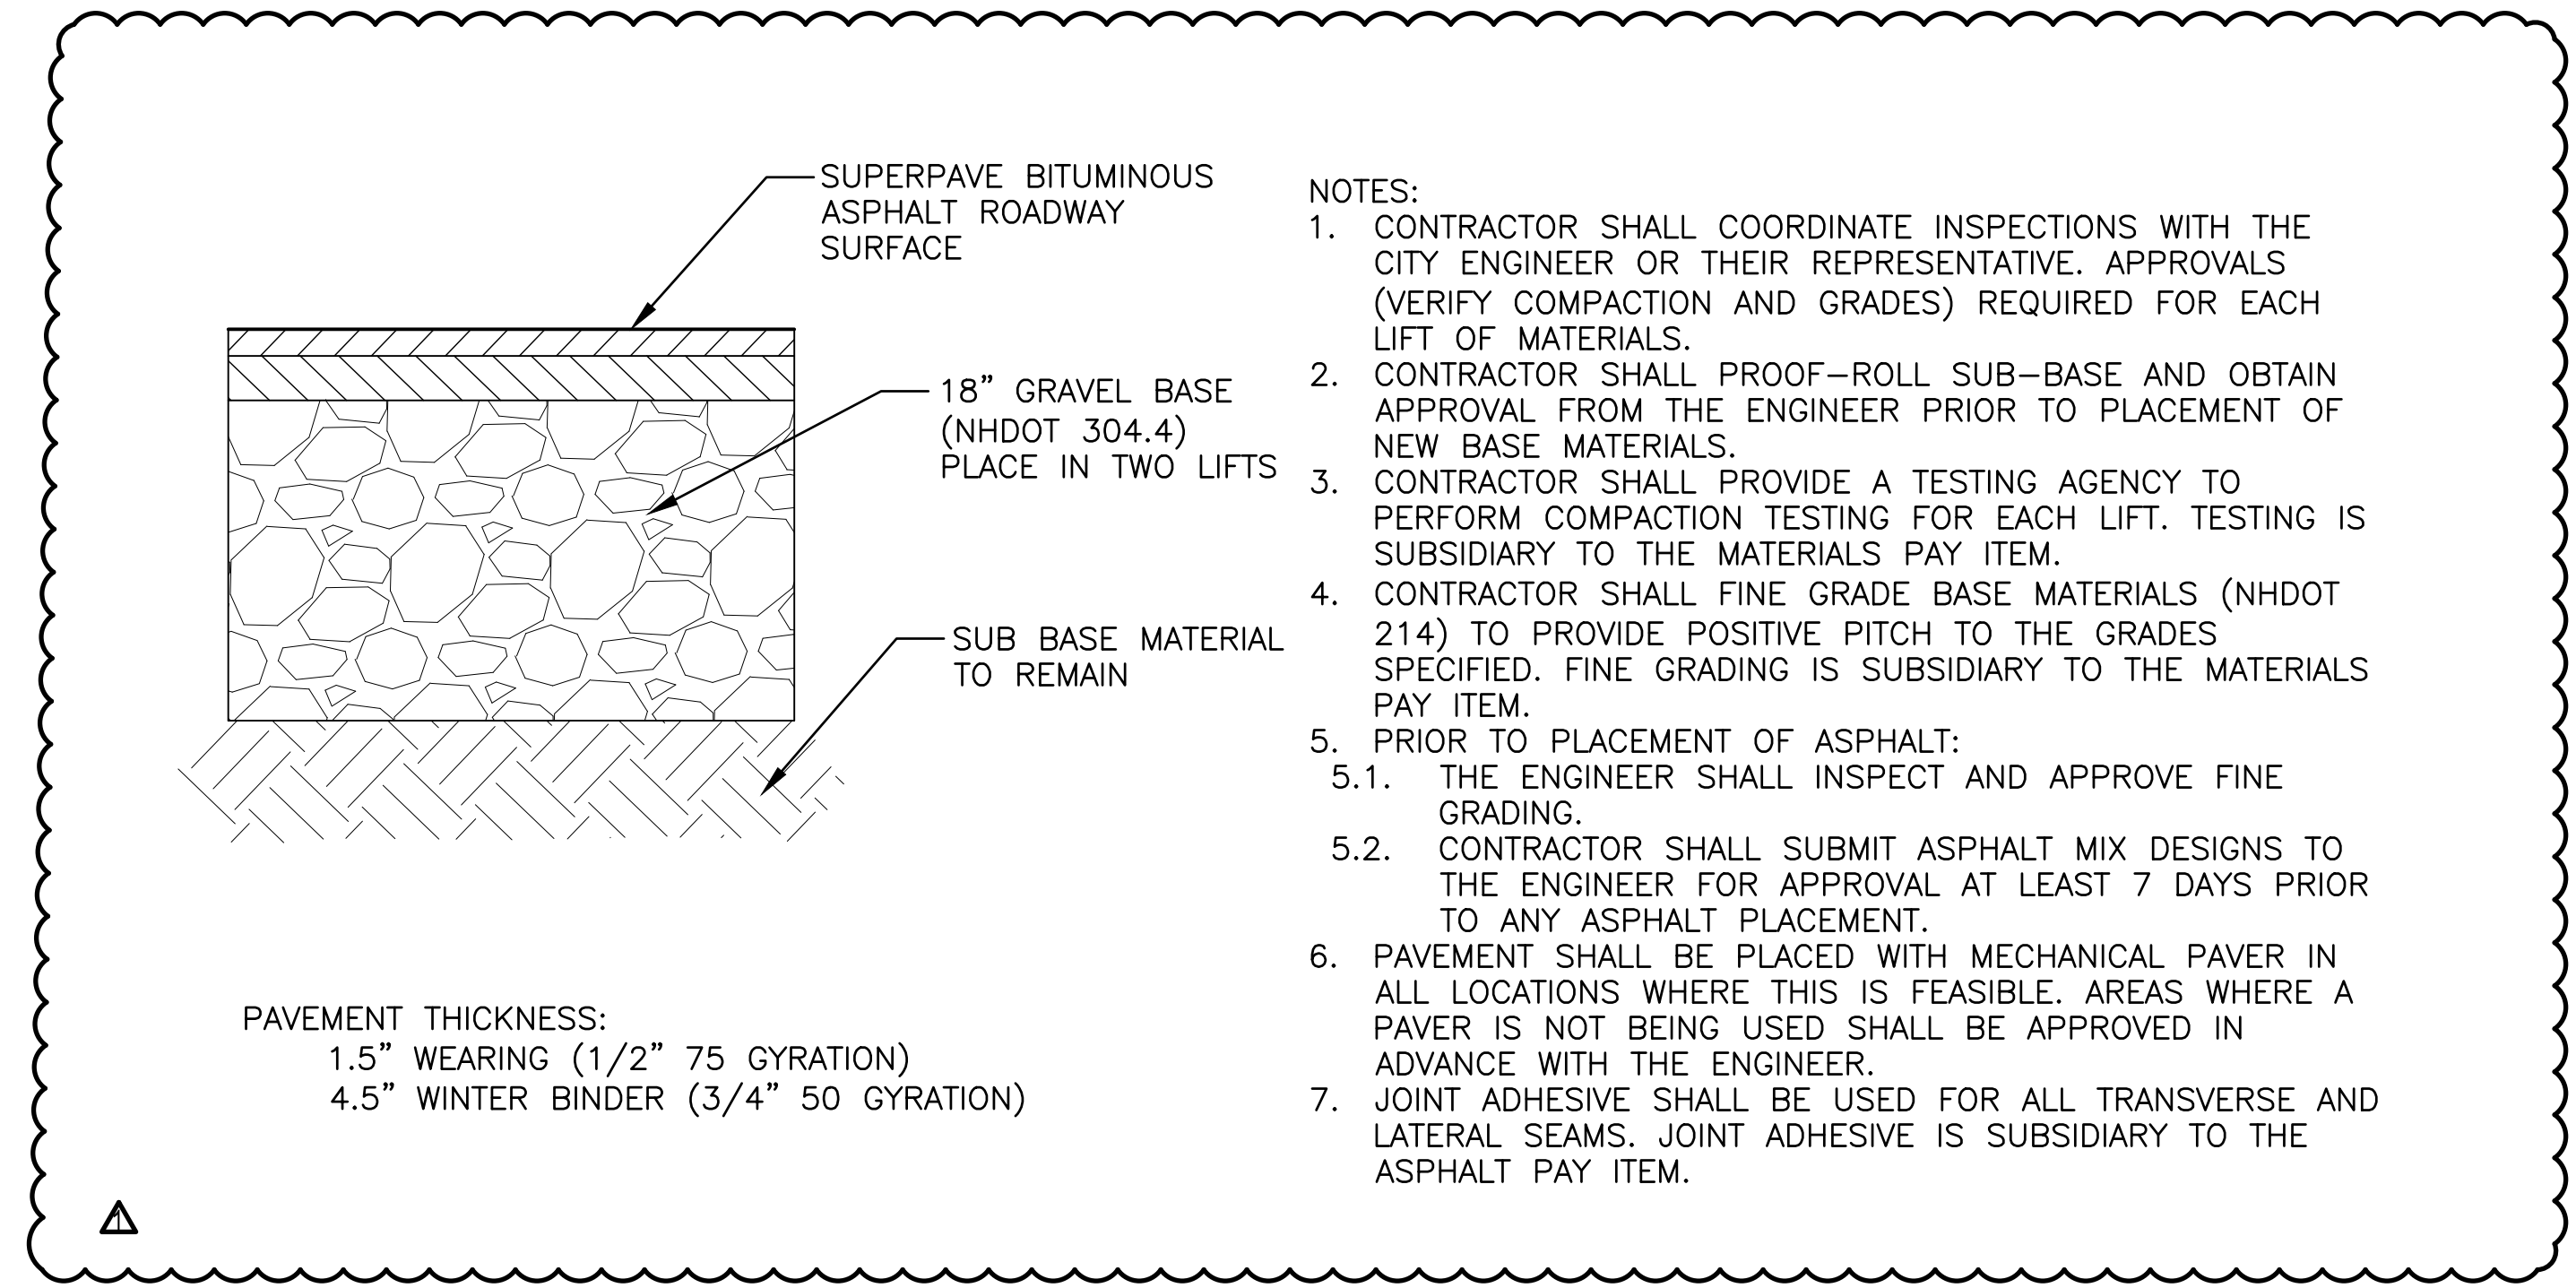 SUPERPAVE BITUMINOUS
ASPHALT ROADWAY
SURFACE
18” GRAVEL BASE
(NHDOT 304.4)
PLACE IN TWO LIFTS
SUB BASE MATERIAL
TO REMAIN
PAVEMENT THICKNESS:
1.5” WEARING (1/2” 75 GYRATION)
4.5” WINTER BINDER (3/4” 50 GYRATION)
1
NOTES:
1. CONTRACTOR SHALL COORDINATE INSPECTIONS WITH THE
CITY ENGINEER OR THEIR REPRESENTATIVE. APPROVALS
(VERIFY COMPACTION AND GRADES) REQUIRED FOR EACH
LIFT OF MATERIALS.
2. CONTRACTOR SHALL PROOF-ROLL SUB-BASE AND OBTAIN
APPROVAL FROM THE ENGINEER PRIOR TO PLACEMENT OF
NEW BASE MATERIALS.
3. CONTRACTOR SHALL PROVIDE A TESTING AGENCY TO
PERFORM COMPACTION TESTING FOR EACH LIFT. TESTING IS
SUBSIDIARY TO THE MATERIALS PAY ITEM.
4. CONTRACTOR SHALL FINE GRADE BASE MATERIALS (NHDOT
214) TO PROVIDE POSITIVE PITCH TO THE GRADES
SPECIFIED. FINE GRADING IS SUBSIDIARY TO THE MATERIALS
PAY ITEM.
5. PRIOR TO PLACEMENT OF ASPHALT:
5.1. THE ENGINEER SHALL INSPECT AND APPROVE FINE
GRADING.
5.2. CONTRACTOR SHALL SUBMIT ASPHALT MIX DESIGNS TO
THE ENGINEER FOR APPROVAL AT LEAST 7 DAYS PRIOR
TO ANY ASPHALT PLACEMENT.
6. PAVEMENT SHALL BE PLACED WITH MECHANICAL PAVER IN
ALL LOCATIONS WHERE THIS IS FEASIBLE. AREAS WHERE A
PAVER IS NOT BEING USED SHALL BE APPROVED IN
ADVANCE WITH THE ENGINEER.
7. JOINT ADHESIVE SHALL BE USED FOR ALL TRANSVERSE AND
LATERAL SEAMS. JOINT ADHESIVE IS SUBSIDIARY TO THE
ASPHALT PAY ITEM.